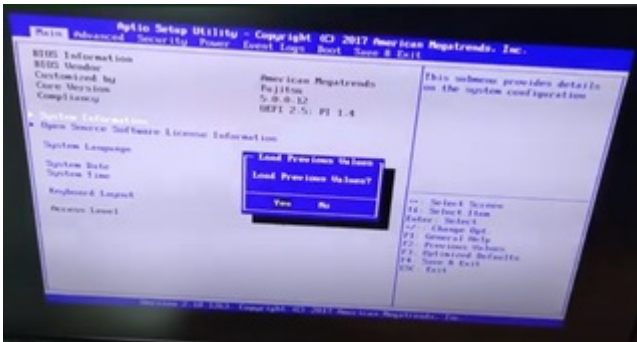 Aptio Setup Utility - Copyright (C) 2017 American Megatrends, Inc.
Main Advanced Security Power Event Logs Boot Save & Exit
BIOS Information
BIOS Vendor American Megatrends
Customized by Fujitsu
Core Version 5.0.0.12
Compliancy UEFI 2.5; PI 1.4
System Information
Open Source Software License Information
System Language
System Date
System Time
Keyboard Layout
Access Level
This submenu provides details
on the system configuration
Load Previous Values
Load Previous Values?
Yes No
Select Screen
Select Item
Enter: Select
+/-: Change Opt.
F1: General Help
F2: Previous Values
F3: Optimized Defaults
F4: Save & Exit
ESC: Exit
Copyright (C) 2017 American Megatrends, Inc.